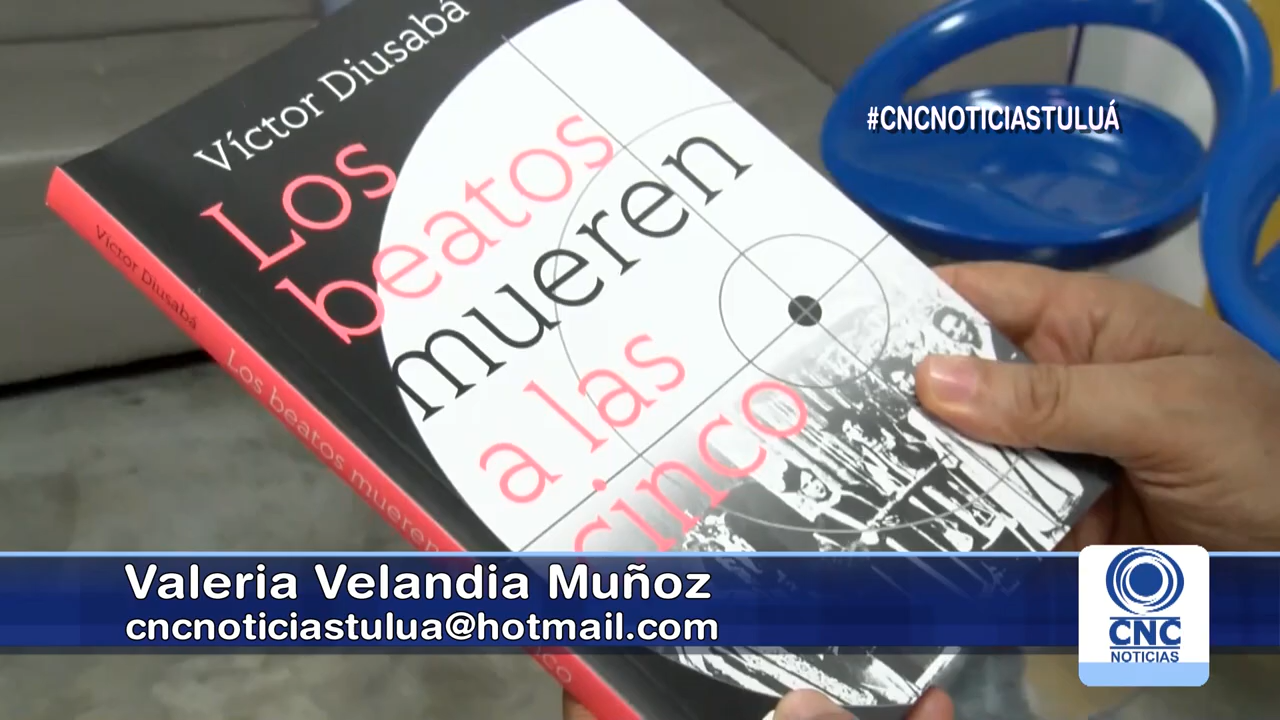 #CNCNOTICIASTULUÁ
Víctor Diusabá
Los
beatos
mueren
a las
cinco
Víctor Diusabá
Los beatos mueren
Valeria Velandia Muñoz
cncnoticiastulua@hotmail.com
CNC
NOTICIAS